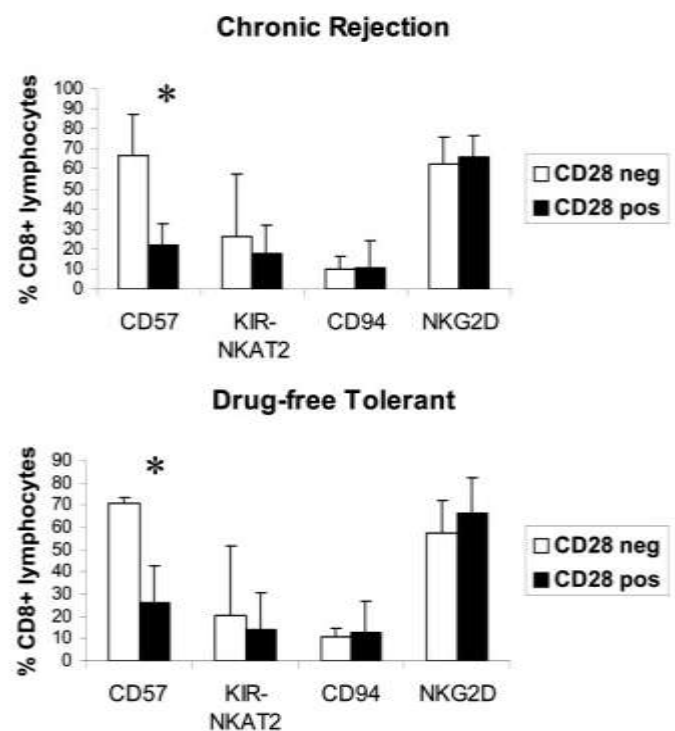 Chronic Rejection
% CD8+ lymphocytes
100
90
80
70
60
50
40
30
20
10
0
*
CD57
KIR-
NKAT2
CD94
NKG2D
CD28 neg
CD28 pos
Drug-free Tolerant
% CD8+ lymphocytes
90
80
70
60
50
40
30
20
10
0
*
CD57
KIR-
NKAT2
CD94
NKG2D
CD28 neg
CD28 pos